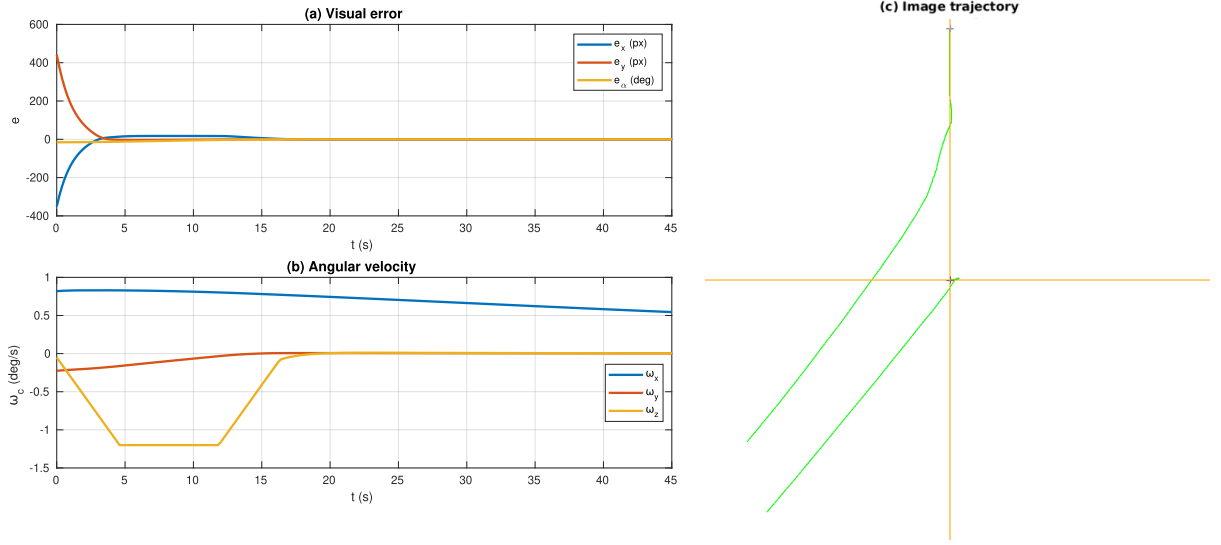 (a) Visual error
600
400
200
0
-200
-400
e
0 5 10 15 20 25 30 35 40 45
t (s)
e_x (px)
e_y (px)
e_α (deg)
(b) Angular velocity
1
0.5
0
-0.5
-1
-1.5
ω_c (deg/s)
0 5 10 15 20 25 30 35 40 45
t (s)
ω_x
ω_y
ω_z
(c) Image trajectory